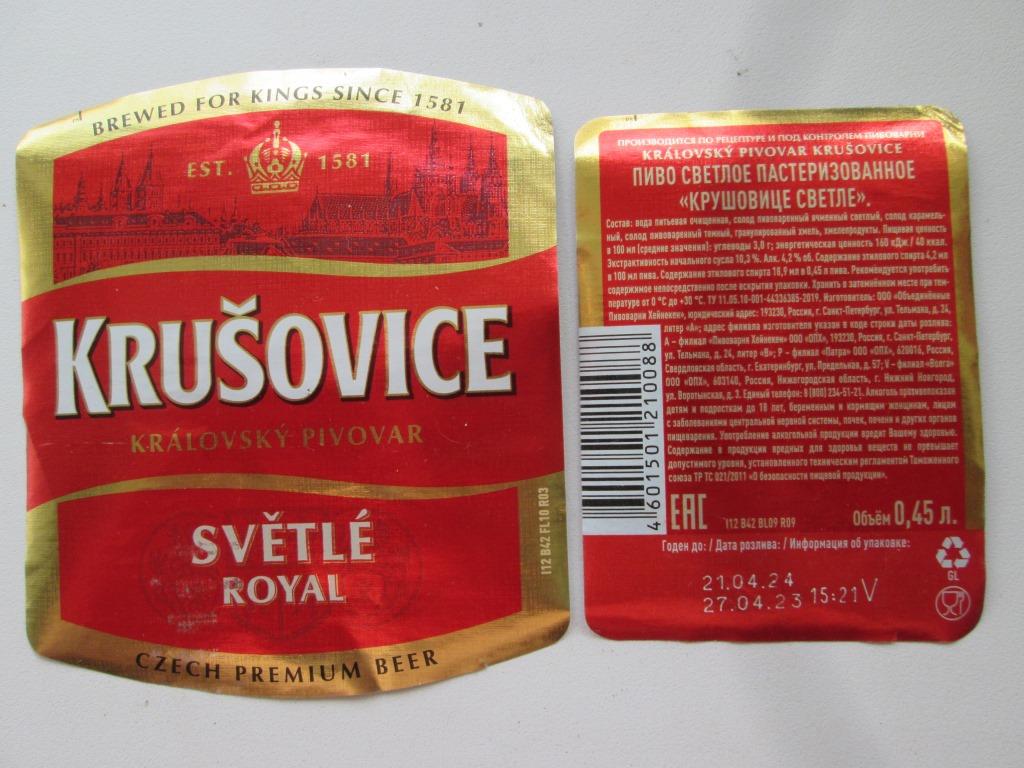 BREWED FOR KINGS SINCE 1581
EST. 1581
KRUŠOVICE
KRÁLOVSKÝ PIVOVAR
SVĚTLÉ
ROYAL
CZECH PREMIUM BEER
I12 B42 FL10 R03
ПРОИЗВОДИТСЯ ПО РЕЦЕПТУРЕ И ПОД КОНТРОЛЕМ ПИВОВАРНИ
KRÁLOVSKÝ PIVOVAR KRUŠOVICE
ПИВО СВЕТЛОЕ ПАСТЕРИЗОВАННОЕ
«КРУШОВИЦЕ СВЕТЛЕ».
Состав: вода питьевая очищенная, солод пивоваренный ячменный светлый, солод карамель-
ный, солод пивоваренный темный, гранулированный хмель, хмелепродукты. Пищевая ценность
в 100 мл (средние значения): углеводы 3,0 г; энергетическая ценность 160 кДж / 40 ккал.
Экстрактивность начального сусла 10,3 %. Алк. 4,2 % об. Содержание этилового спирта 4,2 мл
в 100 мл пива. Содержание этилового спирта 18,9 мл в 0,45 л пива. Рекомендуется употребить
содержимое непосредственно после вскрытия упаковки. Хранить в затемнённом месте при тем-
пературе от 0 °C до +30 °C. ТУ 11.05.10-001-44336385-2019. Изготовитель: ООО «Объединённые
Пивоварни Хейнекен», юридический адрес: 193230, Россия, г. Санкт-Петербург, ул. Тельмана, д. 24,
литер «А»; адрес филиала изготовителя указан в коде строки даты розлива:
А – филиал «Пивоварня Хейнекен» ООО «ОПХ», 193230, Россия, г. Санкт-Петербург,
ул. Тельмана, д. 24, литер «В»; Р – филиал «Патра» ООО «ОПХ», 620016, Россия,
Свердловская область, г. Екатеринбург, ул. Предельная, д. 57; V – филиал «Волга»
ООО «ОПХ», 603140, Россия, Нижегородская область, г. Нижний Новгород,
ул. Воротынская, д. 3. Единый телефон: 8 (800) 234-51-21. Алкоголь противопоказан
детям и подросткам до 18 лет, беременным и кормящим женщинам, лицам
с заболеваниями центральной нервной системы, почек, печени и других органов
пищеварения. Употребление алкогольной продукции вредит Вашему здоровью.
Содержание в продукции вредных для здоровья веществ не превышает
допустимого уровня, установленного техническим регламентом Таможенного
союза ТР ТС 021/2011 «О безопасности пищевой продукции».
4 601501 210088
EAC
I12 B42 BL09 R09
Объём 0,45 л.
Годен до: / Дата розлива: / Информация об упаковке:
GL
21.04.24
27.04.23 15:21 V